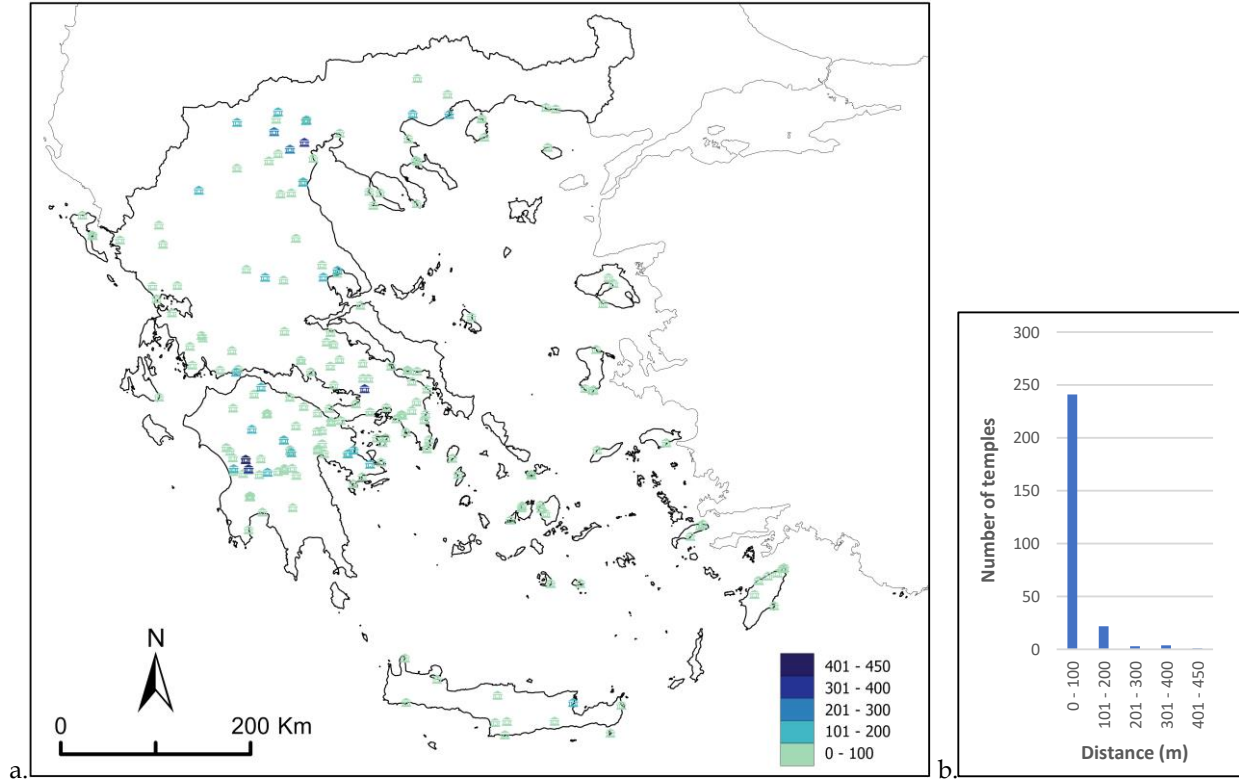 N
0 200 Km
401 - 450
301 - 400
201 - 300
101 - 200
0 - 100
a.
300
250
200
150
100
50
0
Number of temples
0 - 100
101 - 200
201 - 300
301 - 400
401 - 450
Distance (m)
b.